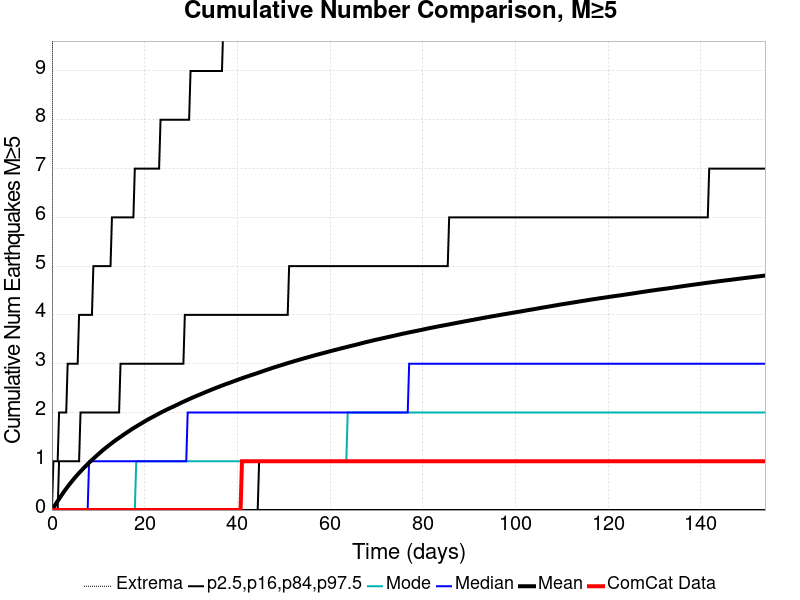 Cumulative Number Comparison, M≥5
Cumulative Num Earthquakes M≥5
9
8
7
6
5
4
3
2
1
0
0 20 40 60 80 100 120 140
Time (days)
Extrema p2.5,p16,p84,p97.5 Mode Median Mean ComCat Data